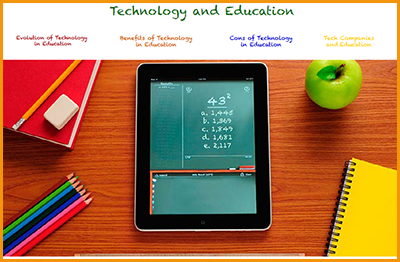 Technology and Education
Evolution of Technology
in Education
Benefits of Technology
in Education
Cons of Technology
in Education
Tech Companies
and Education
43²
a. 1,445
b. 1,369
c. 1,849
d. 1,681
e. 2,117